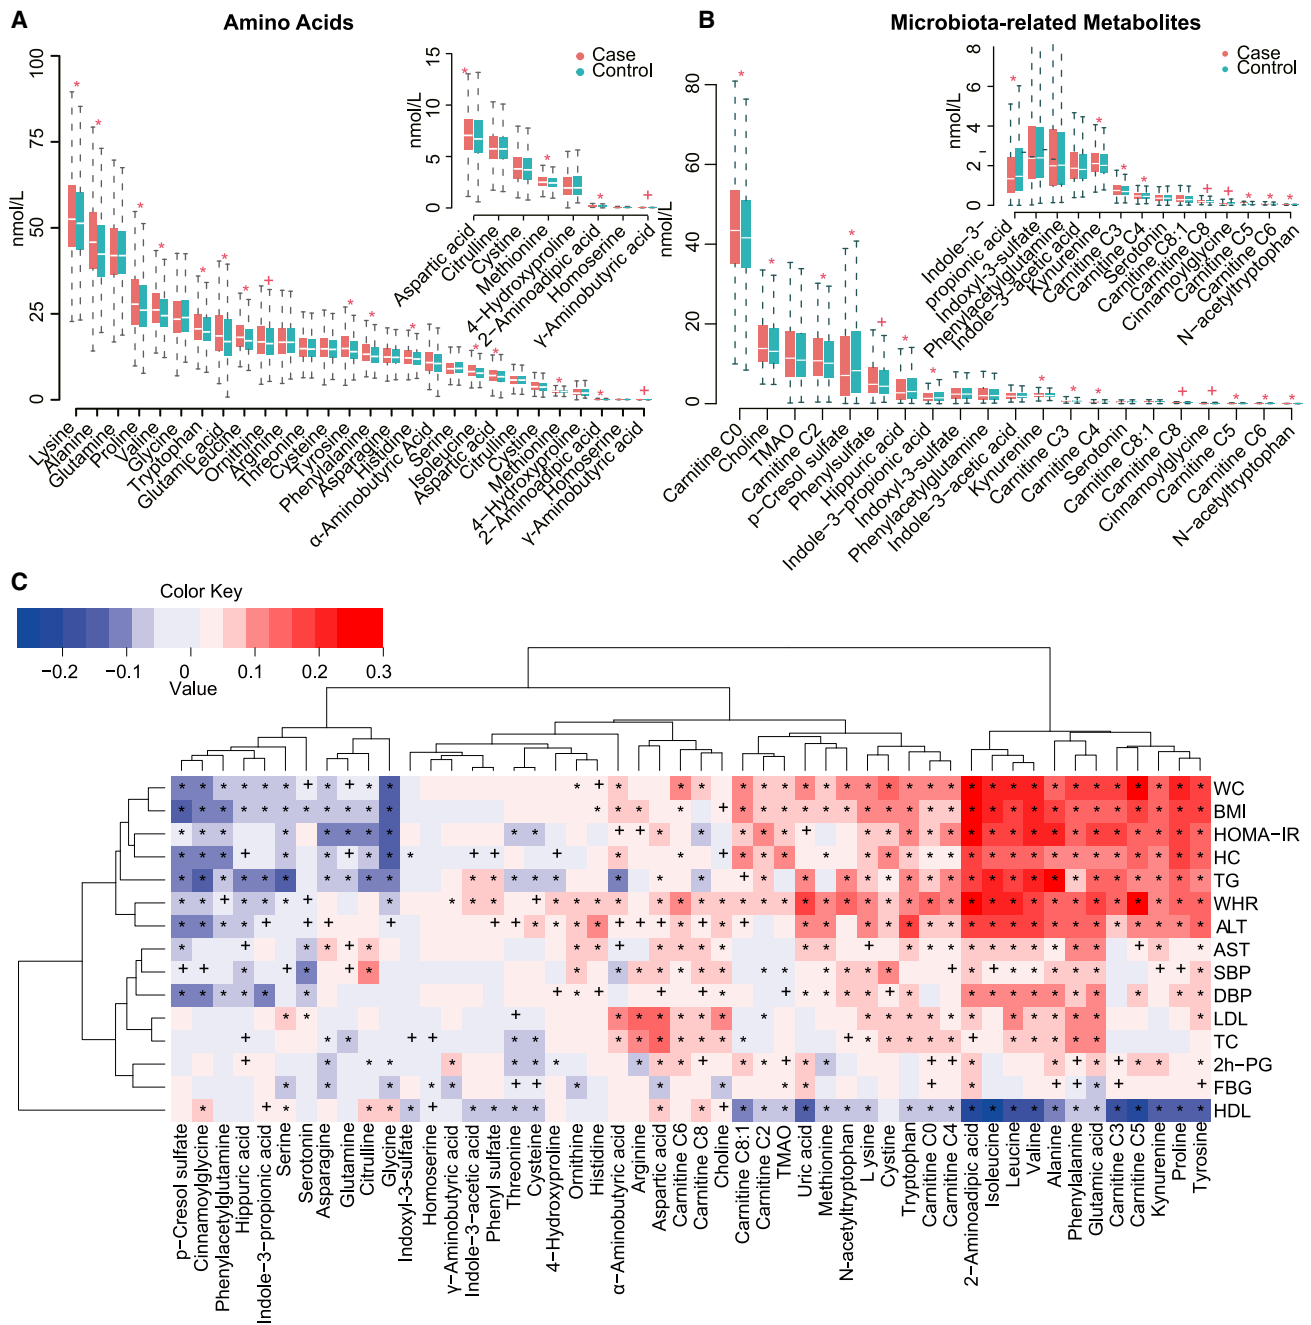 A
Amino Acids
nmol/L
100
75
50
25
0
Lysine
Alanine
Glutamine
Proline
Valine
Glycine
Tryptophan
Glutamic acid
Leucine
Ornithine
Arginine
Threonine
Cysteine
Tyrosine
Phenylalanine
Asparagine
Histidine
α−Aminobutyric Acid
Serine
Isoleucine
Aspartic acid
Citrulline
Cystine
Methionine
4−Hydroxyproline
2−Aminoadipic acid
Homoserine
γ-Aminobutyric acid
Case
Control
nmol/L
15
10
5
0
Aspartic acid
Citrulline
Cystine
Methionine
4−Hydroxyproline
2−Aminoadipic acid
Homoserine
γ-Aminobutyric acid
B
Microbiota-related Metabolites
nmol/L
80
60
40
20
0
Carnitine C0
Choline
TMAO
Carnitine C2
p−Cresol sulfate
Phenylsulfate
Hippuric acid
Indole−3−propionic acid
Indoxyl−3−sulfate
Phenylacetylglutamine
Indole−3−acetic acid
Kynurenine
Carnitine C3
Carnitine C4
Serotonin
Carnitine C8:1
Carnitine C8
Cinnamoylglycine
Carnitine C5
Carnitine C6
N−acetyltryptophan
Case
Control
nmol/L
8
6
4
2
0
Indole−3−
propionic acid
Indoxyl−3−sulfate
Phenylacetylglutamine
Indole−3−acetic acid
Kynurenine
Carnitine C3
Carnitine C4
Serotonin
Carnitine C8:1
Carnitine C8
Cinnamoylglycine
Carnitine C5
Carnitine C6
N−acetyltryptophan
C
Color Key
−0.2 −0.1 0 0.1 0.2 0.3
Value
WC
BMI
HOMA−IR
HC
TG
WHR
ALT
AST
SBP
DBP
LDL
TC
2h−PG
FBG
HDL
p−Cresol sulfate
Cinnamoylglycine
Phenylacetylglutamine
Hippuric acid
Indole−3−propionic acid
Serine
Serotonin
Asparagine
Glutamine
Citrulline
Glycine
Indoxyl-3-sulfate
Homoserine
γ−Aminobutyric acid
Indole−3−acetic acid
Phenyl sulfate
Threonine
Cysteine
4−Hydroxyproline
Ornithine
Histidine
α−Aminobutyric acid
Arginine
Aspartic acid
Carnitine C6
Carnitine C8
Choline
Carnitine C8:1
Carnitine C2
TMAO
Uric acid
Methionine
N−acetyltryptophan
Lysine
Cystine
Tryptophan
Carnitine C0
Carnitine C4
2−Aminoadipic acid
Isoleucine
Leucine
Valine
Alanine
Phenylalanine
Glutamic acid
Carnitine C3
Carnitine C5
Kynurenine
Proline
Tyrosine